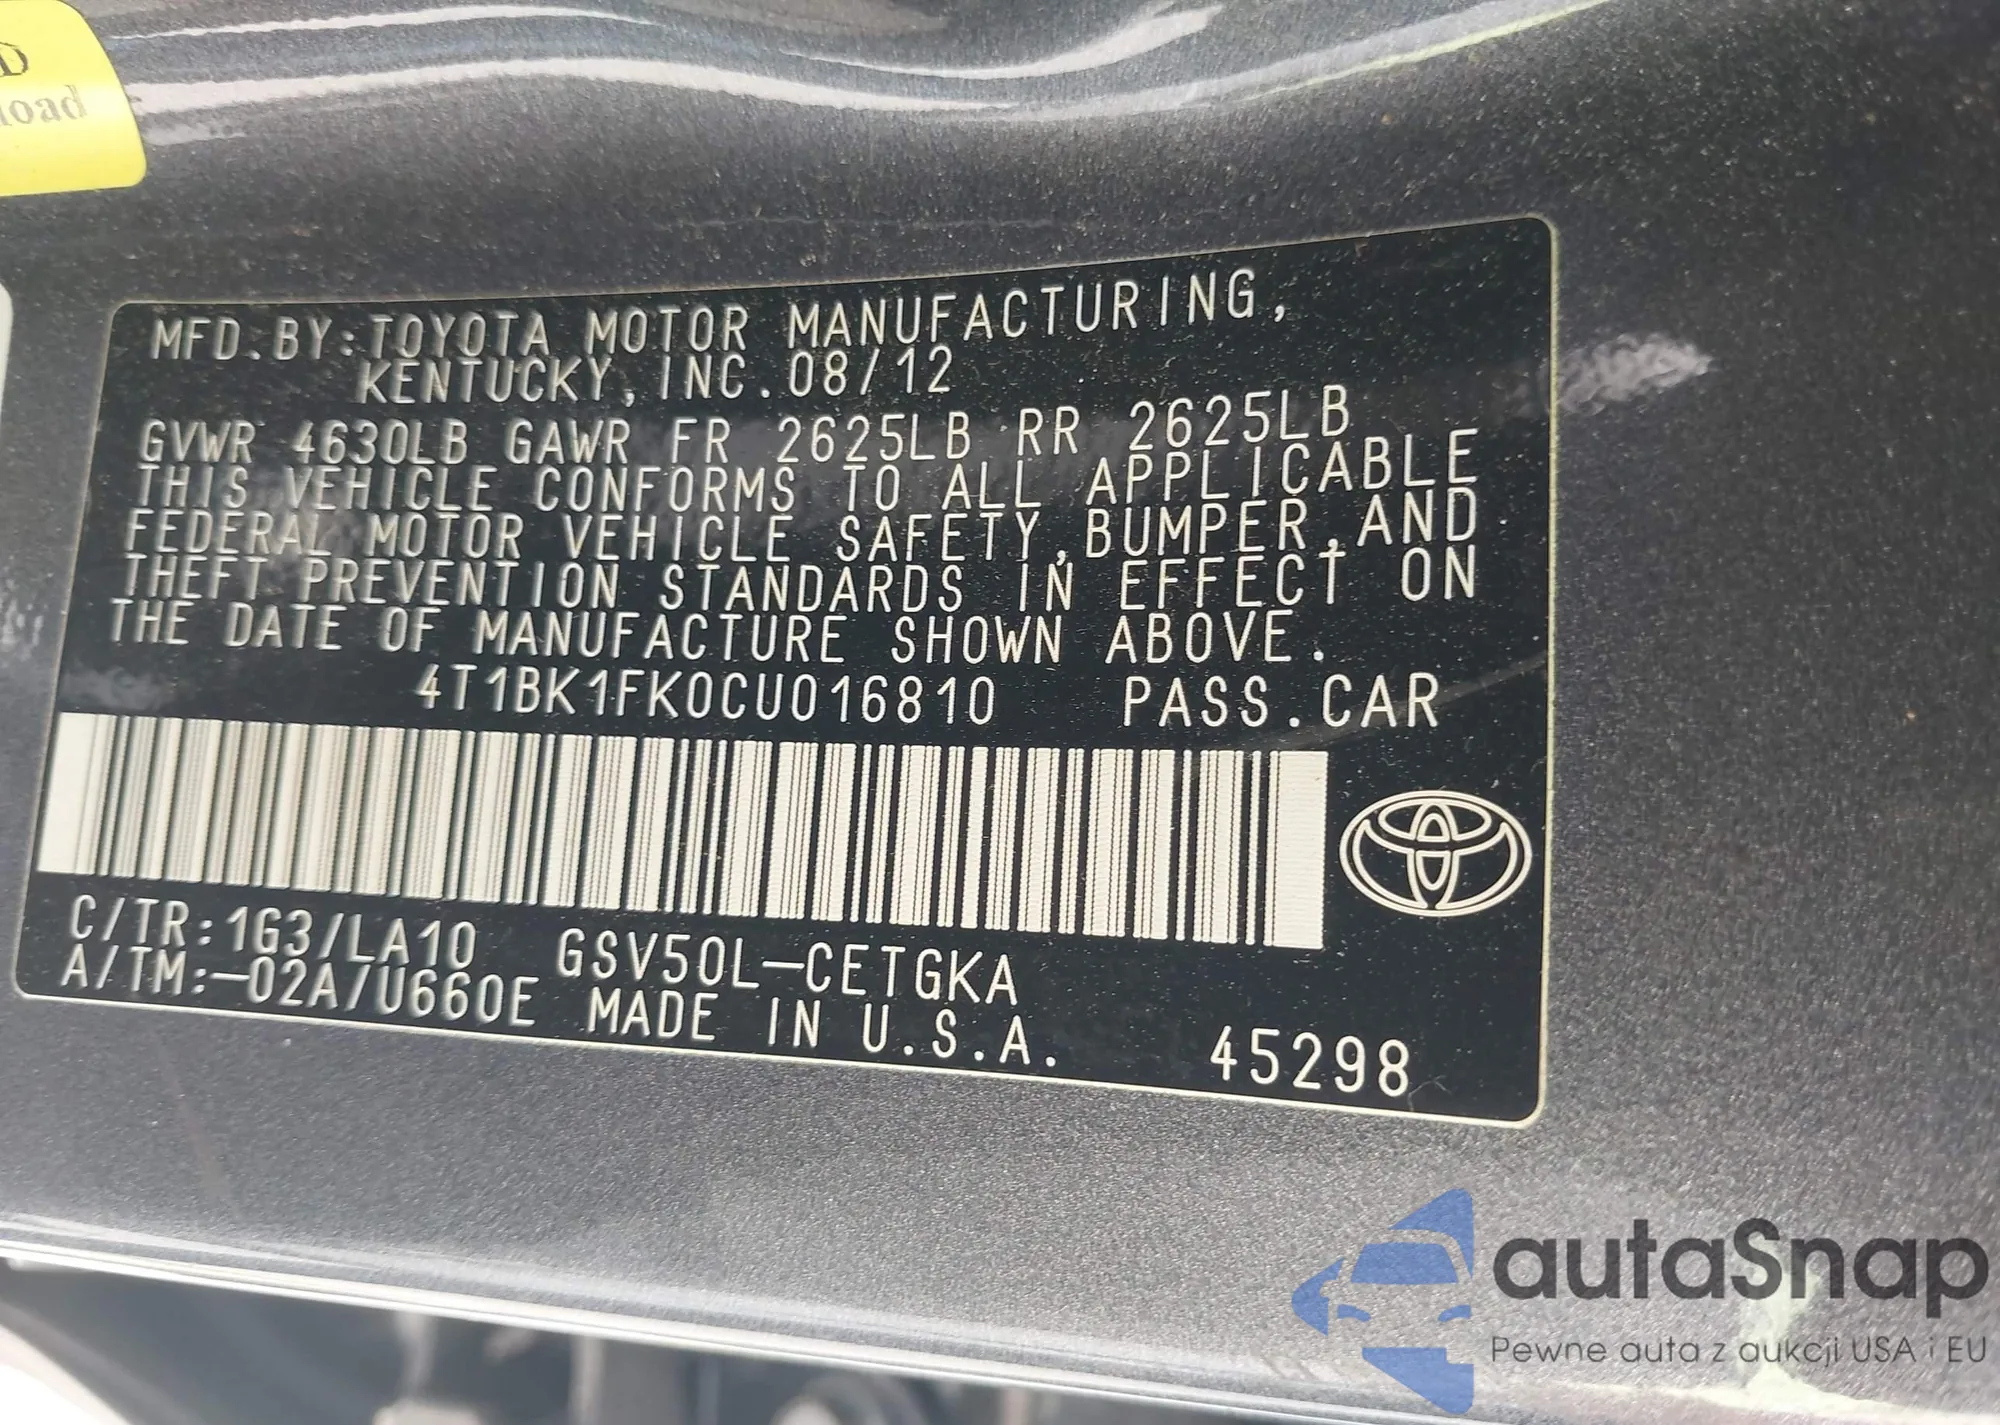 D
load
MFD.BY:TOYOTA MOTOR MANUFACTURING,
KENTUCKY, INC.08/12
GVWR 4630LB GAWR FR 2625LB RR 2625LB
THIS VEHICLE CONFORMS TO ALL APPLICABLE
FEDERAL MOTOR VEHICLE SAFETY,BUMPER,AND
THEFT PREVENTION STANDARDS IN EFFECT ON
THE DATE OF MANUFACTURE SHOWN ABOVE.
4T1BK1FK0CU016810 PASS.CAR
C/TR:1G3/LA10 GSV50L-CETGKA
A/TM:-02A/U660E MADE IN U.S.A. 45298
autaSnap
Pewne auta z aukcji USA i EU